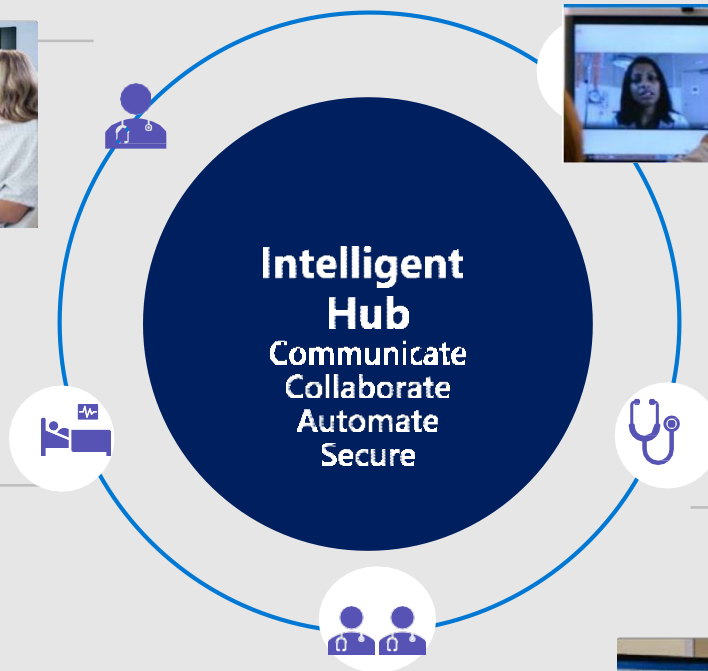 Intelligent
Hub
Communicate
Collaborate
Automate
Secure